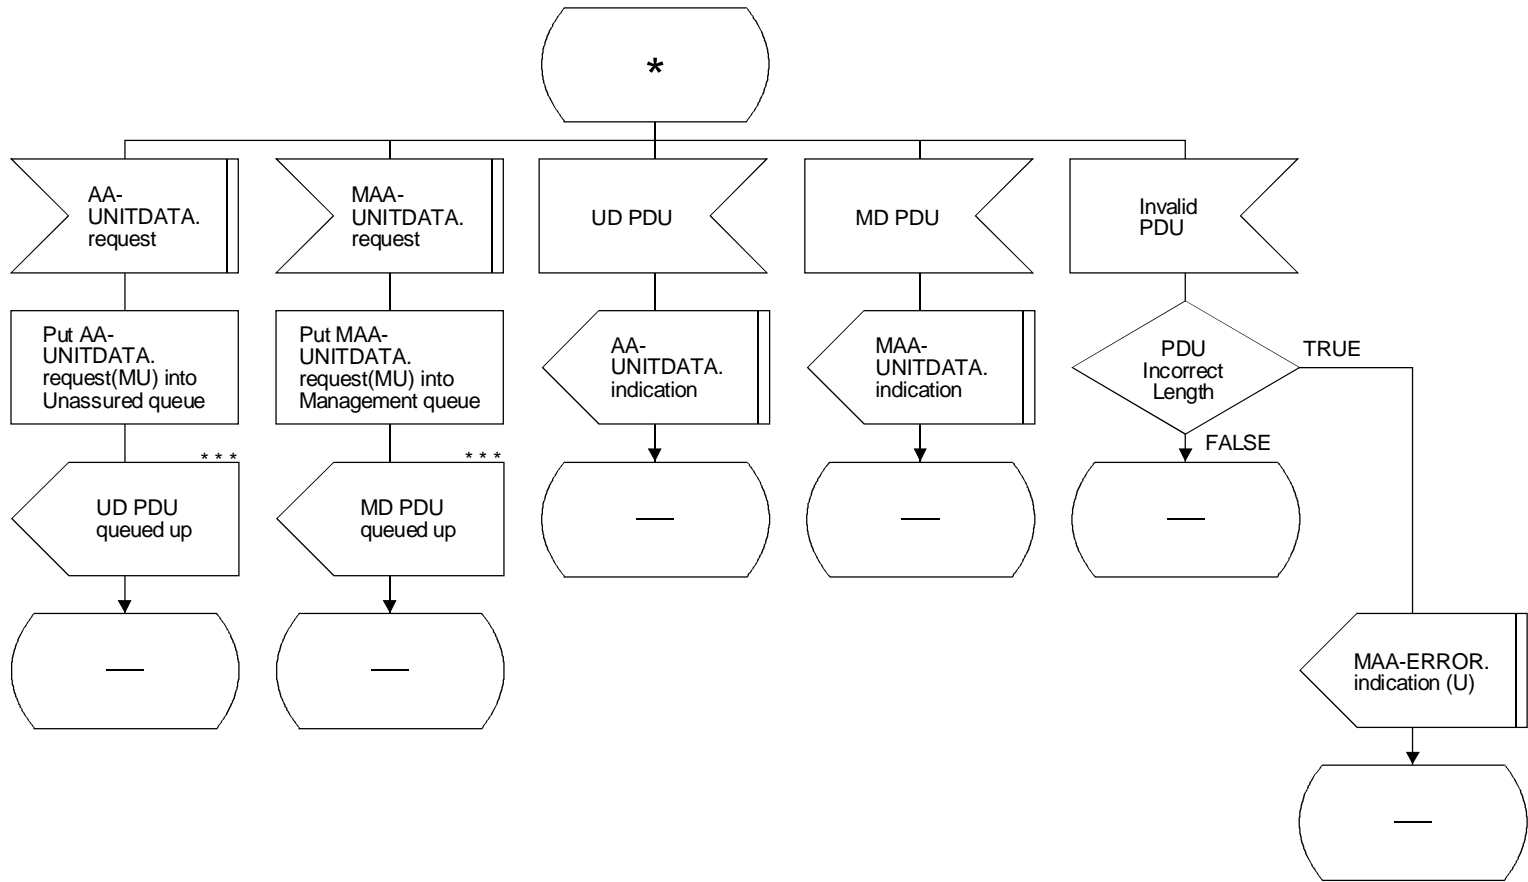 *
AA-
UNITDATA.
request
MAA-
UNITDATA.
request
UD PDU
MD PDU
Invalid
PDU
Put AA-
UNITDATA.
request(MU) into
Unassured queue
Put MAA-
UNITDATA.
request(MU) into
Management queue
AA-
UNITDATA.
indication
MAA-
UNITDATA.
indication
PDU
Incorrect
Length
TRUE
FALSE
* * *
UD PDU
queued up
* * *
MD PDU
queued up
—
—
—
—
—
MAA-ERROR.
indication (U)
—